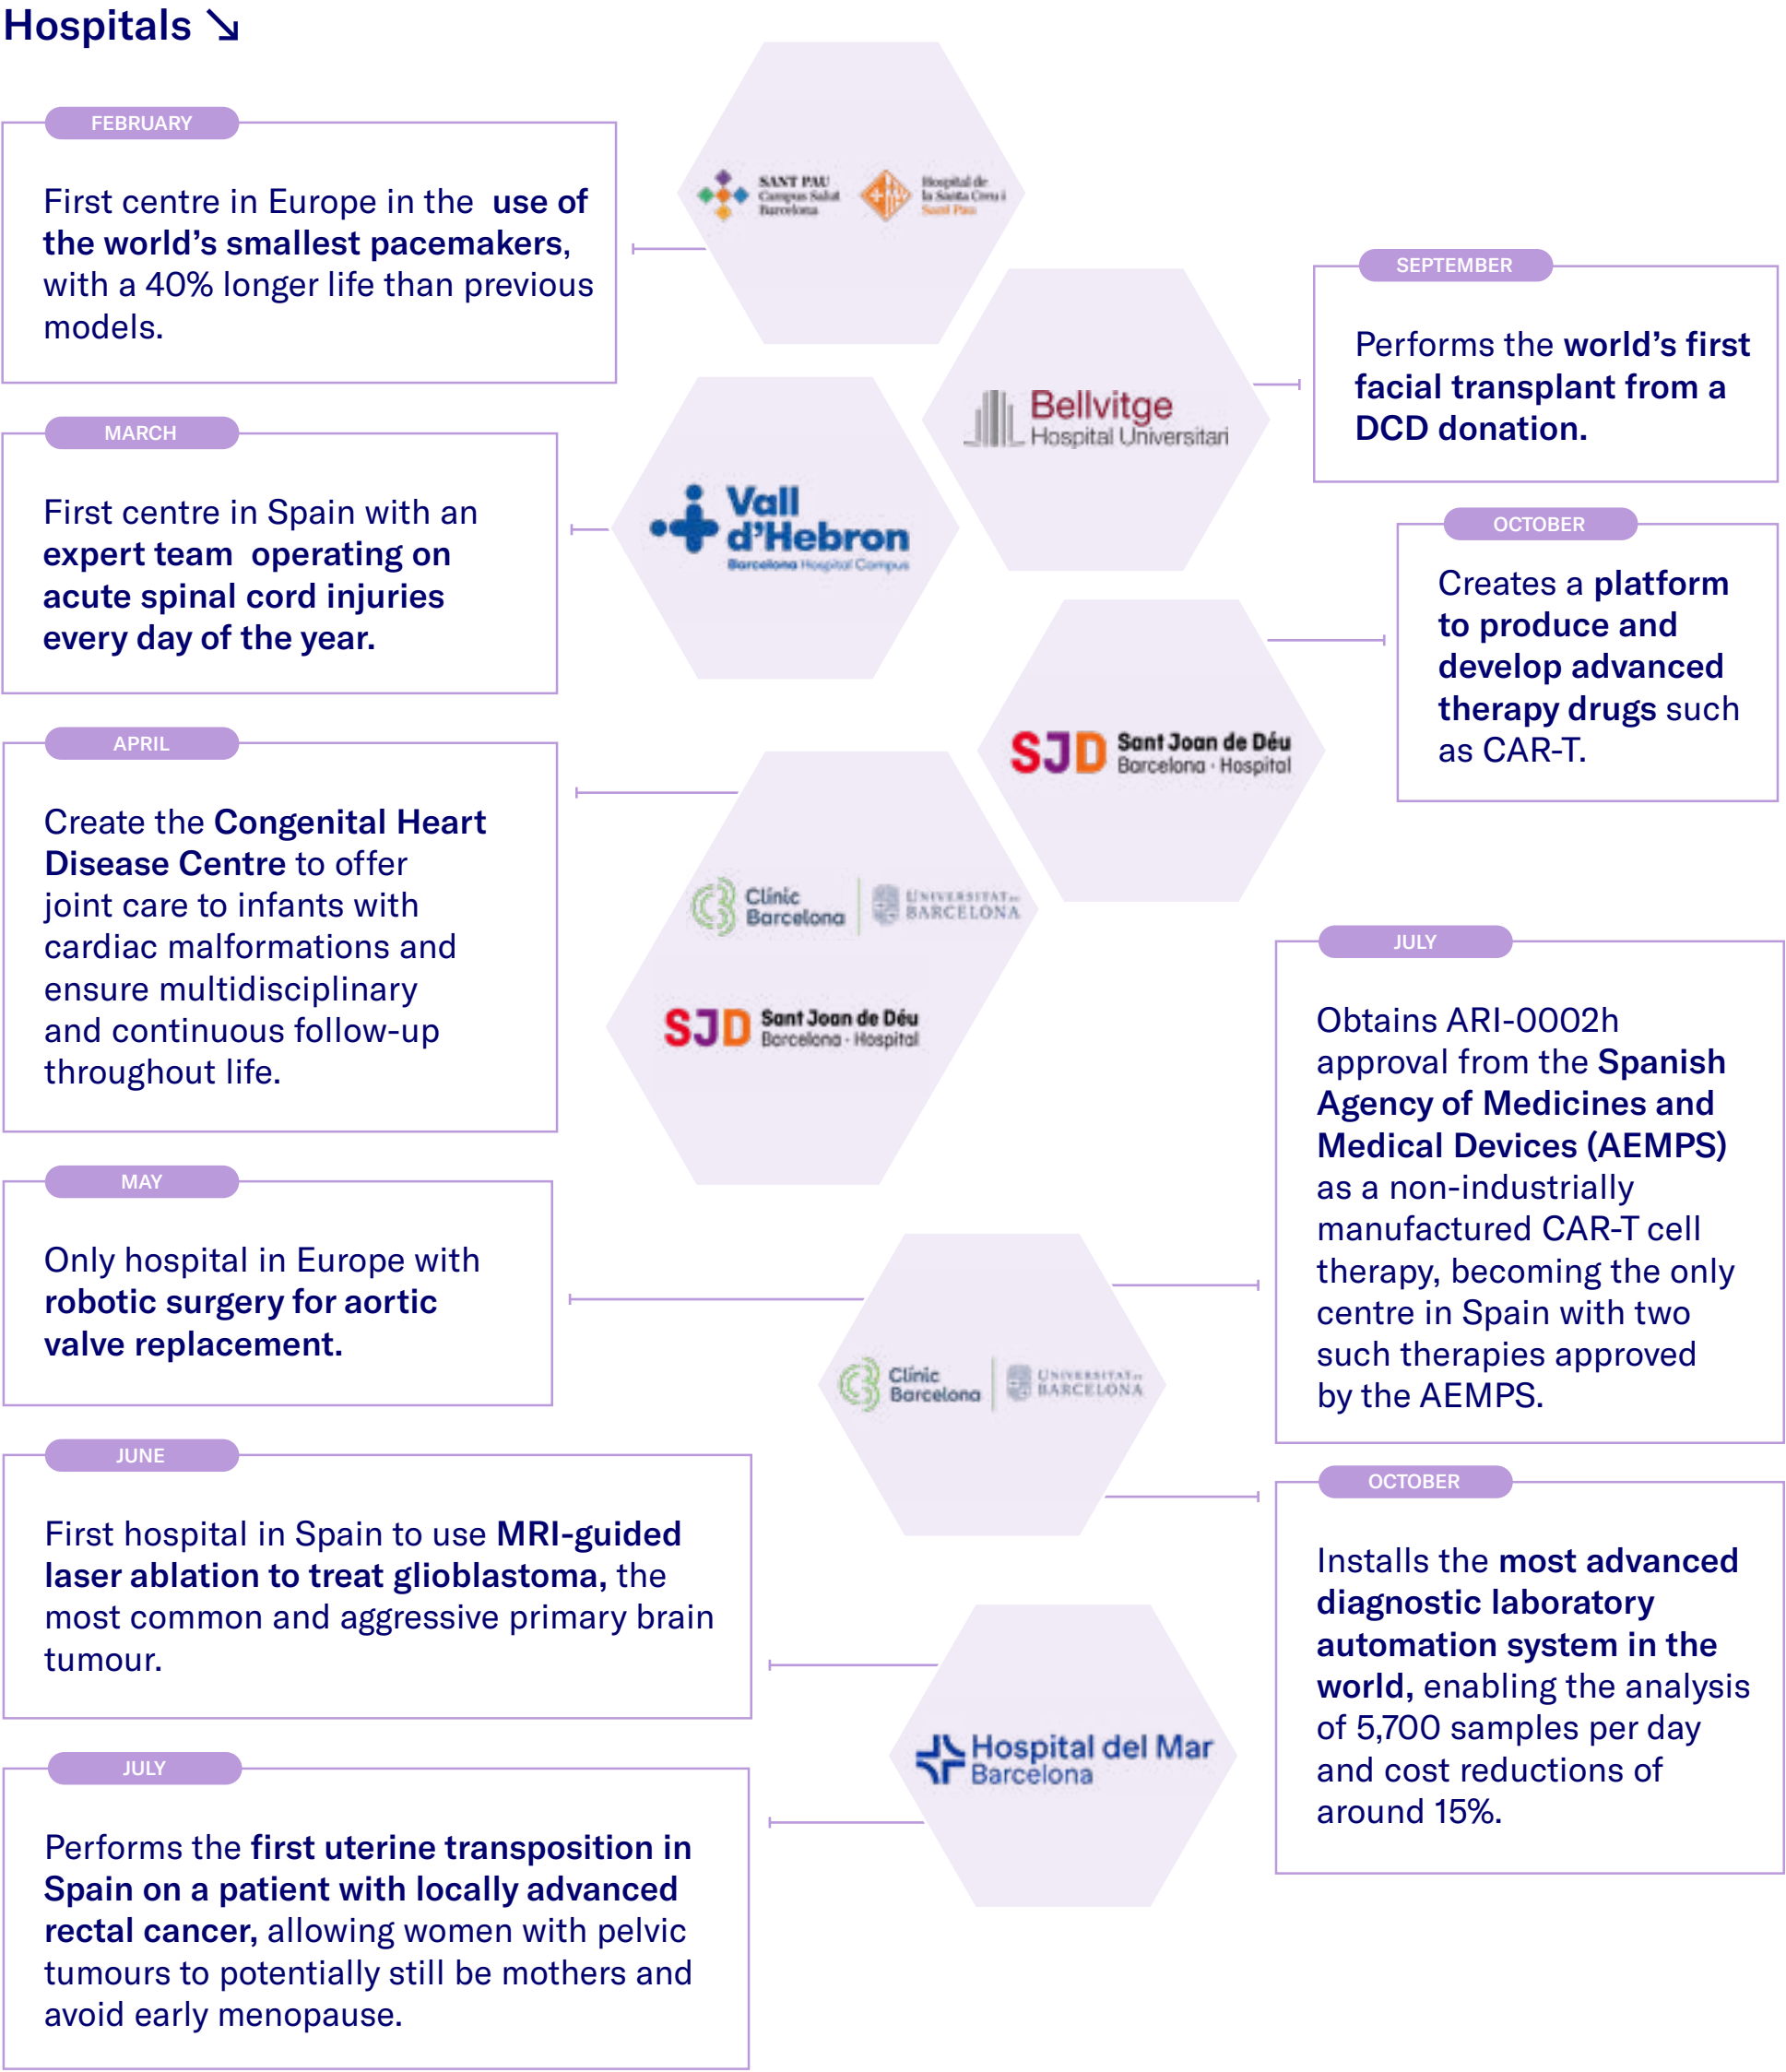 Hospitals ↘
FEBRUARY
First centre in Europe in the use of
the world's smallest pacemakers,
with a 40% longer life than previous
models.
SANT PAU
Campus Salut
Barcelona
Hospital de
la Santa Creu i
Sant Pau
MARCH
First centre in Spain with an
expert team operating on
acute spinal cord injuries
every day of the year.
Vall
d'Hebron
Barcelona Hospital Campus
Bellvitge
Hospital Universitari
SEPTEMBER
Performs the world's first
facial transplant from a
DCD donation.
OCTOBER
Creates a platform
to produce and
develop advanced
therapy drugs such
as CAR-T.
SJD Sant Joan de Déu
Barcelona · Hospital
APRIL
Create the Congenital Heart
Disease Centre to offer
joint care to infants with
cardiac malformations and
ensure multidisciplinary
and continuous follow-up
throughout life.
Clínic
Barcelona
UNIVERSITAT DE
BARCELONA
SJD Sant Joan de Déu
Barcelona · Hospital
MAY
Only hospital in Europe with
robotic surgery for aortic
valve replacement.
Clínic
Barcelona
UNIVERSITAT DE
BARCELONA
JULY
Obtains ARI-0002h
approval from the Spanish
Agency of Medicines and
Medical Devices (AEMPS)
as a non-industrially
manufactured CAR-T cell
therapy, becoming the only
centre in Spain with two
such therapies approved
by the AEMPS.
OCTOBER
Installs the most advanced
diagnostic laboratory
automation system in the
world, enabling the analysis
of 5,700 samples per day
and cost reductions of
around 15%.
JUNE
First hospital in Spain to use MRI-guided
laser ablation to treat glioblastoma, the
most common and aggressive primary brain
tumour.
Hospital del Mar
Barcelona
JULY
Performs the first uterine transposition in
Spain on a patient with locally advanced
rectal cancer, allowing women with pelvic
tumours to potentially still be mothers and
avoid early menopause.